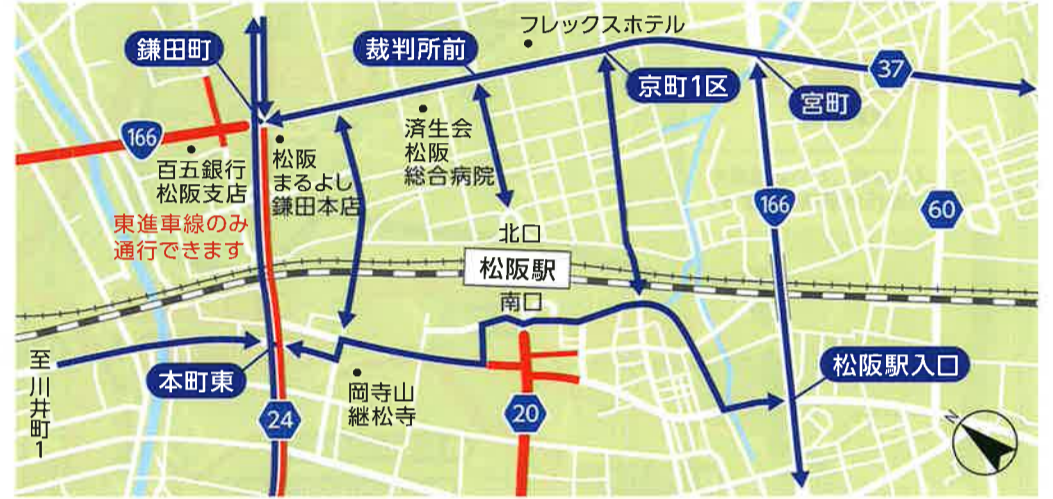 フレックスホテル
鎌田町
裁判所前
37
京町1区
宮町
166
済生会
松阪
総合病院
百五銀行
松阪支店
松阪
まるよし
鎌田本店
東進車線のみ
通行できます
166
60
北口
松阪駅
南口
至川井町1
本町東
松阪駅入口
岡寺山
継松寺
24
20
N